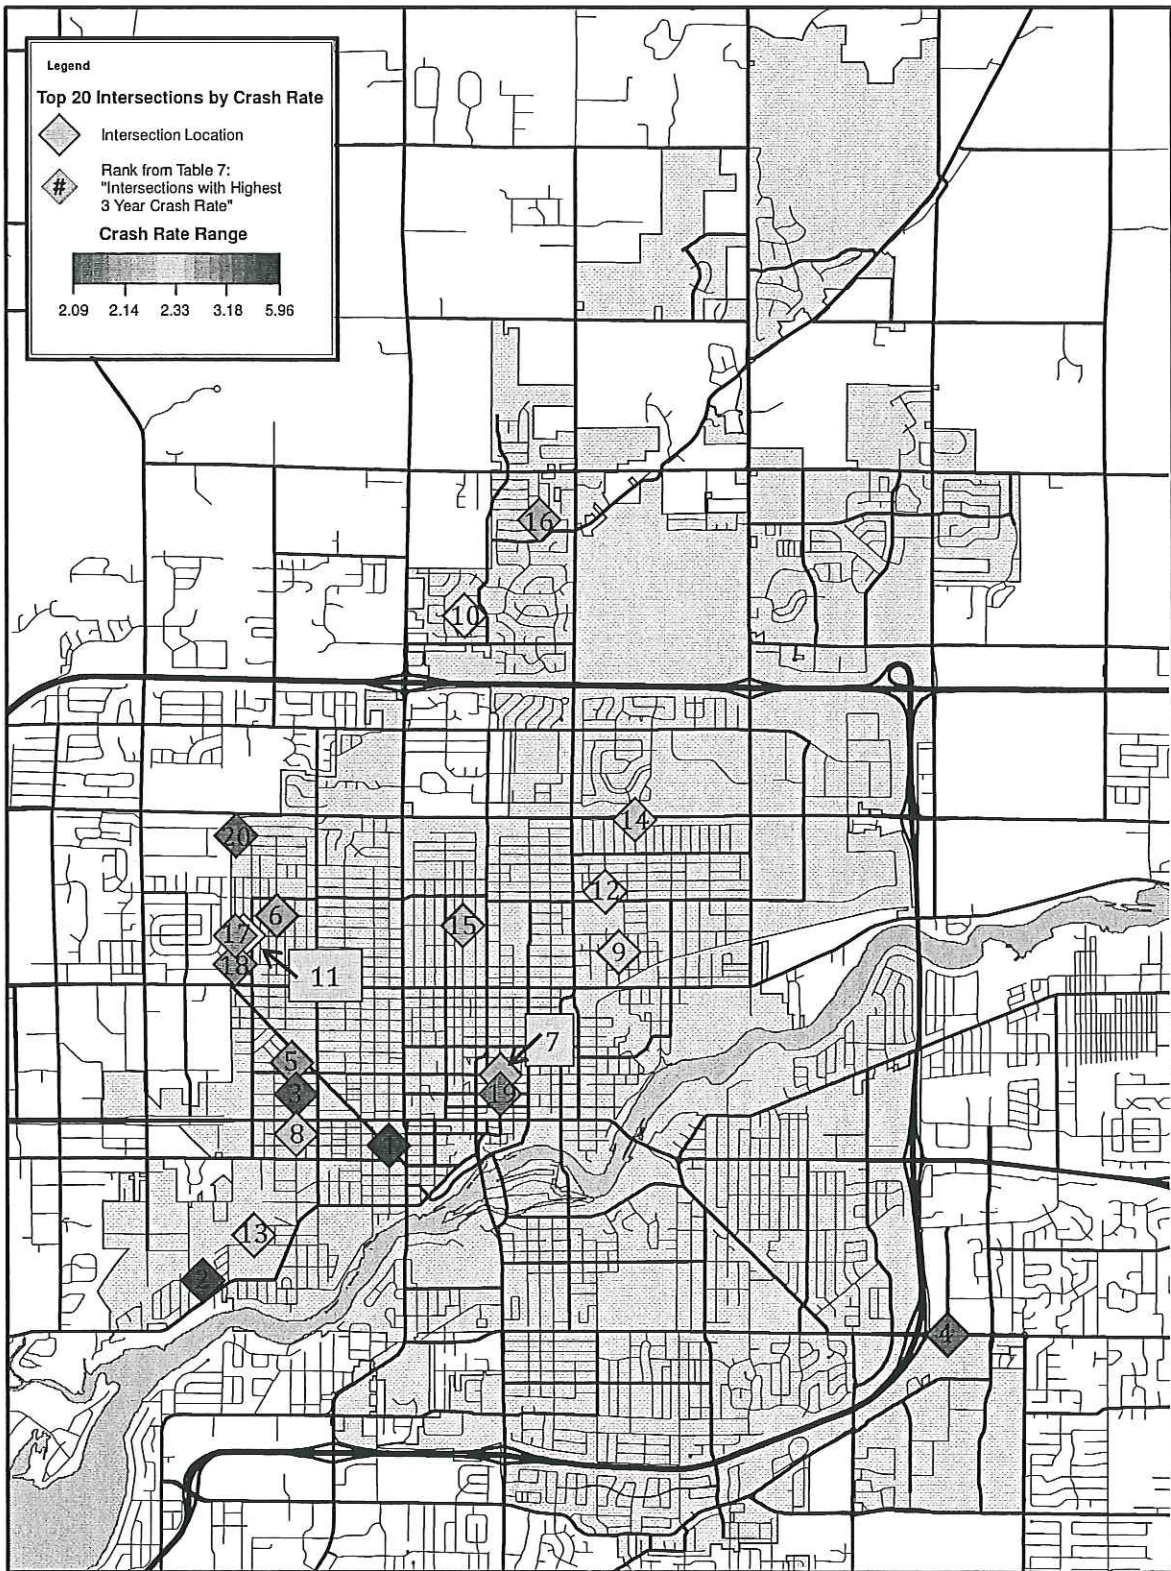 Legend
Top 20 Intersections by Crash Rate
Intersection Location
#
Rank from Table 7:
"Intersections with Highest
3 Year Crash Rate"
Crash Rate Range
2.09 2.14 2.33 3.18 5.96
16
10
14
20
12
6
15
17
9
18
11
7
5
3
19
8
1
13
2
4